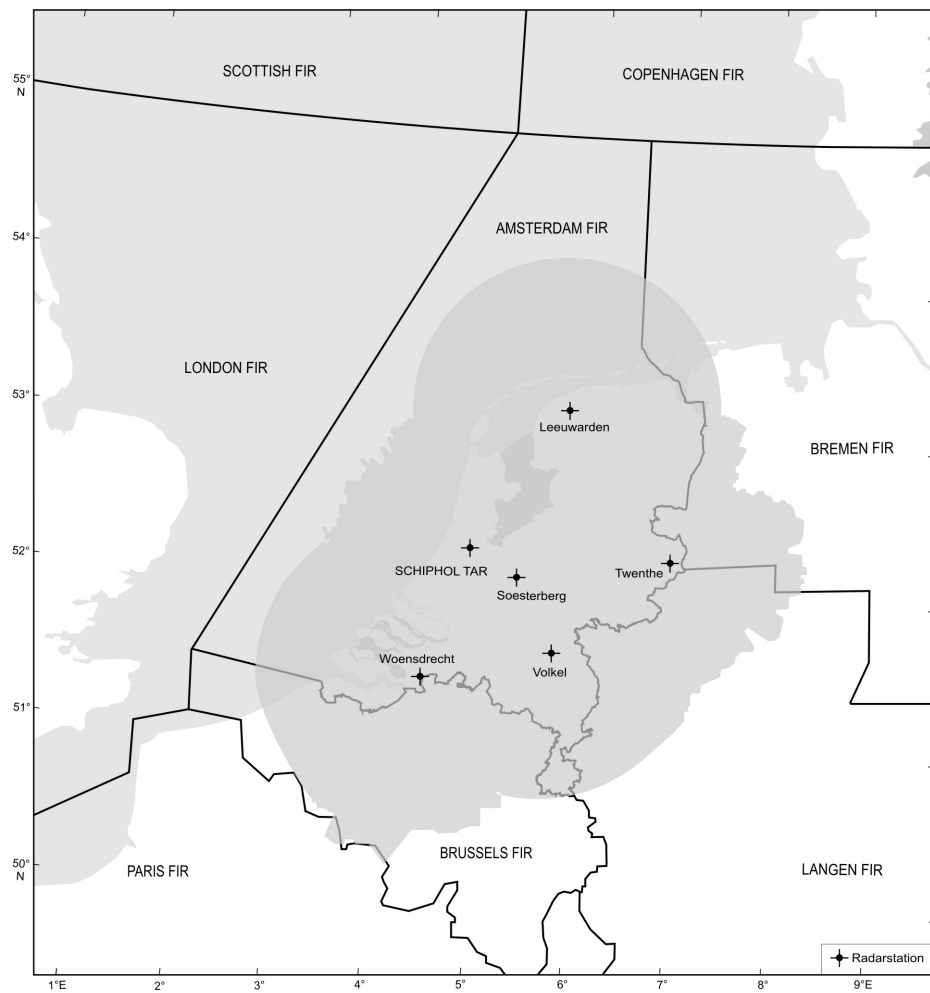 SCOTTISH FIR
COPENHAGEN FIR
55°
N
54°
AMSTERDAM FIR
LONDON FIR
53°
Leeuwarden
BREMEN FIR
52°
SCHIPHOL TAR
Twenthe
Soesterberg
Woensdrecht
Volkel
51°
50°
N
BRUSSELS FIR
PARIS FIR
LANGEN FIR
Radarstation
1°E
2°
3°
4°
5°
6°
7°
8°
9°E